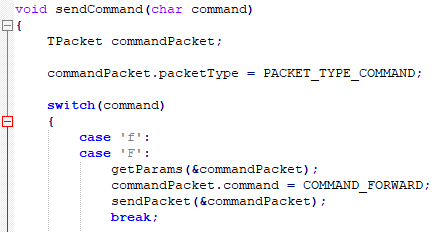 void sendCommand(char command)
{
TPacket commandPacket;
commandPacket.packetType = PACKET_TYPE_COMMAND;
switch(command)
{
case 'f':
case 'F':
getParams(&commandPacket);
commandPacket.command = COMMAND_FORWARD;
sendPacket(&commandPacket);
break;